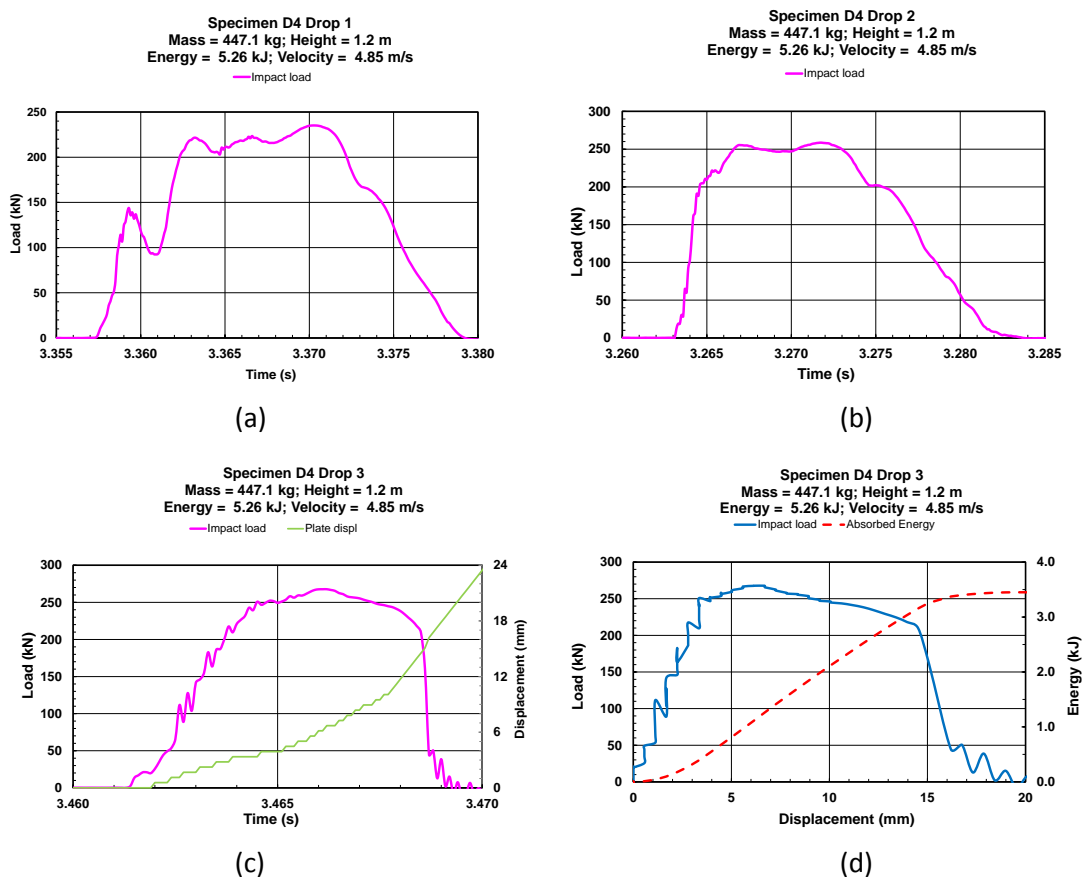 Specimen D4 Drop 1
Mass = 447.1 kg; Height = 1.2 m
Energy = 5.26 kJ; Velocity = 4.85 m/s
Impact load
250
200
150
100
50
0
Load (kN)
3.355 3.360 3.365 3.370 3.375 3.380
Time (s)
(a)
Specimen D4 Drop 2
Mass = 447.1 kg; Height = 1.2 m
Energy = 5.26 kJ; Velocity = 4.85 m/s
Impact load
300
250
200
150
100
50
0
Load (kN)
3.260 3.265 3.270 3.275 3.280 3.285
Time (s)
(b)
Specimen D4 Drop 3
Mass = 447.1 kg; Height = 1.2 m
Energy = 5.26 kJ; Velocity = 4.85 m/s
Impact load Plate displ
300
250
200
150
100
50
0
Load (kN)
24
18
12
6
0
Displacement (mm)
3.460 3.465 3.470
Time (s)
(c)
Specimen D4 Drop 3
Mass = 447.1 kg; Height = 1.2 m
Energy = 5.26 kJ; Velocity = 4.85 m/s
Impact load Absorbed Energy
300
250
200
150
100
50
0
Load (kN)
4.0
3.0
2.0
1.0
0.0
Energy (kJ)
0 5 10 15 20
Displacement (mm)
(d)